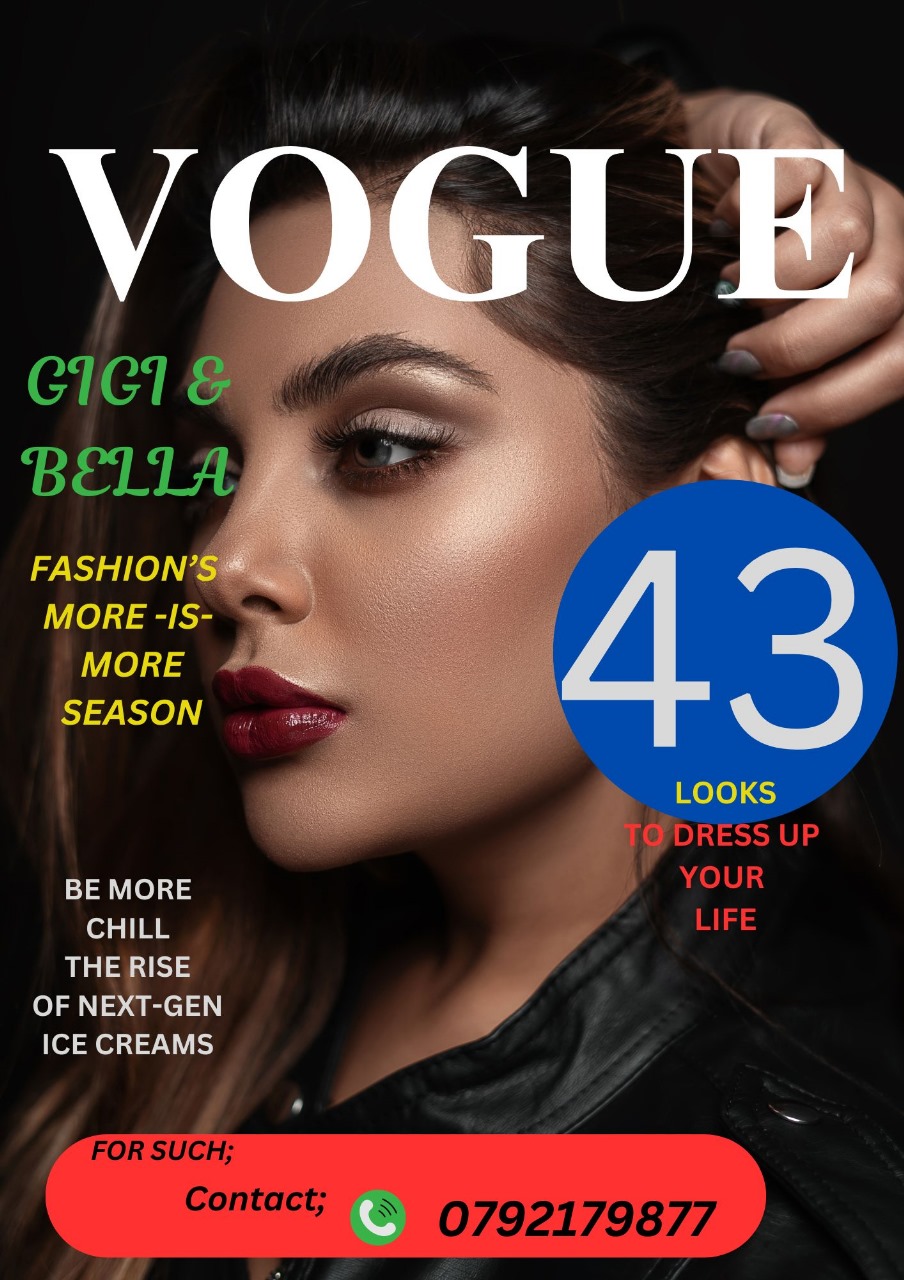 VOGUE
GIGI &
BELLA
FASHION’S
MORE -IS-
MORE
SEASON
43
LOOKS
TO DRESS UP
YOUR
LIFE
BE MORE
CHILL
THE RISE
OF NEXT-GEN
ICE CREAMS
FOR SUCH;
Contact;
0792179877